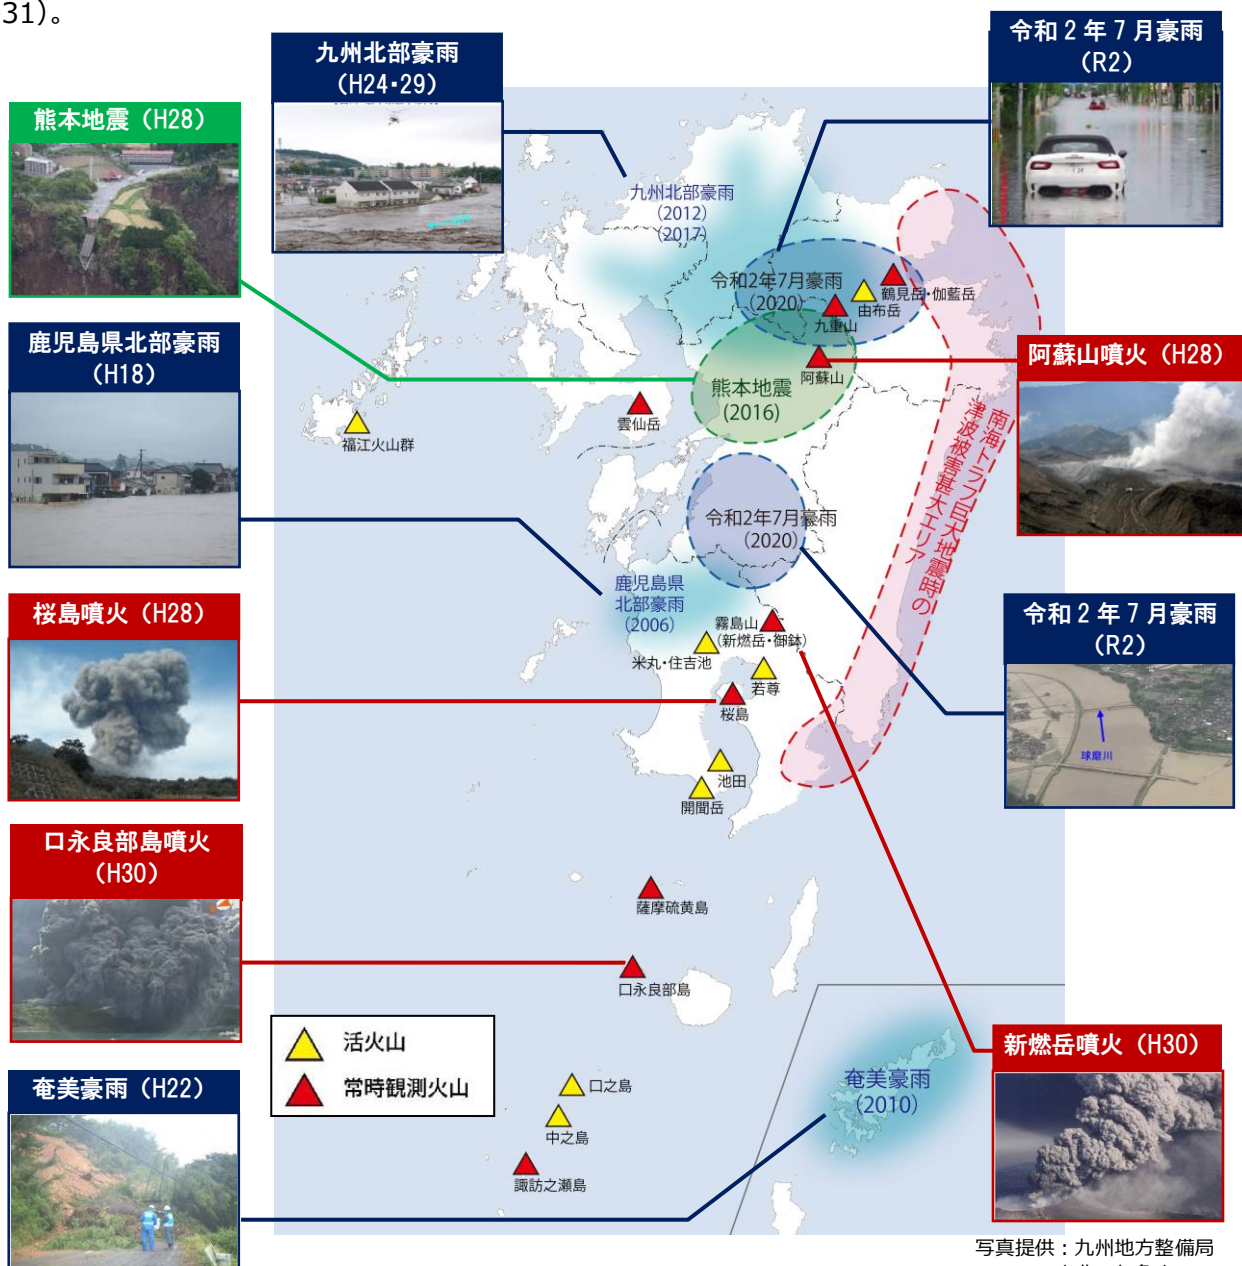 31）。
九州北部豪雨
（H24・29）
令和２年７月豪雨
（R2）
熊本地震（H28）
九州北部豪雨
(2012)
(2017)
令和2年7月豪雨
(2020)
鶴見岳・伽藍岳
由布岳
九重山
鹿児島県北部豪雨
（H18）
阿蘇山噴火（H28）
阿蘇山
熊本地震
(2016)
雲仙岳
福江火山群
南海トラフ巨大地震時の
津波被害甚大エリア
令和2年7月豪雨
(2020)
鹿児島県
北部豪雨
(2006)
桜島噴火（H28）
令和２年７月豪雨
（R2）
霧島山
(新燃岳・御鉢)
米丸・住吉池
若尊
桜島
球磨川
池田
開聞岳
口永良部島噴火
（H30）
薩摩硫黄島
口永良部島
活火山
常時観測火山
新燃岳噴火（H30）
奄美豪雨（H22）
奄美豪雨
(2010)
口之島
中之島
諏訪之瀬島
写真提供：九州地方整備局